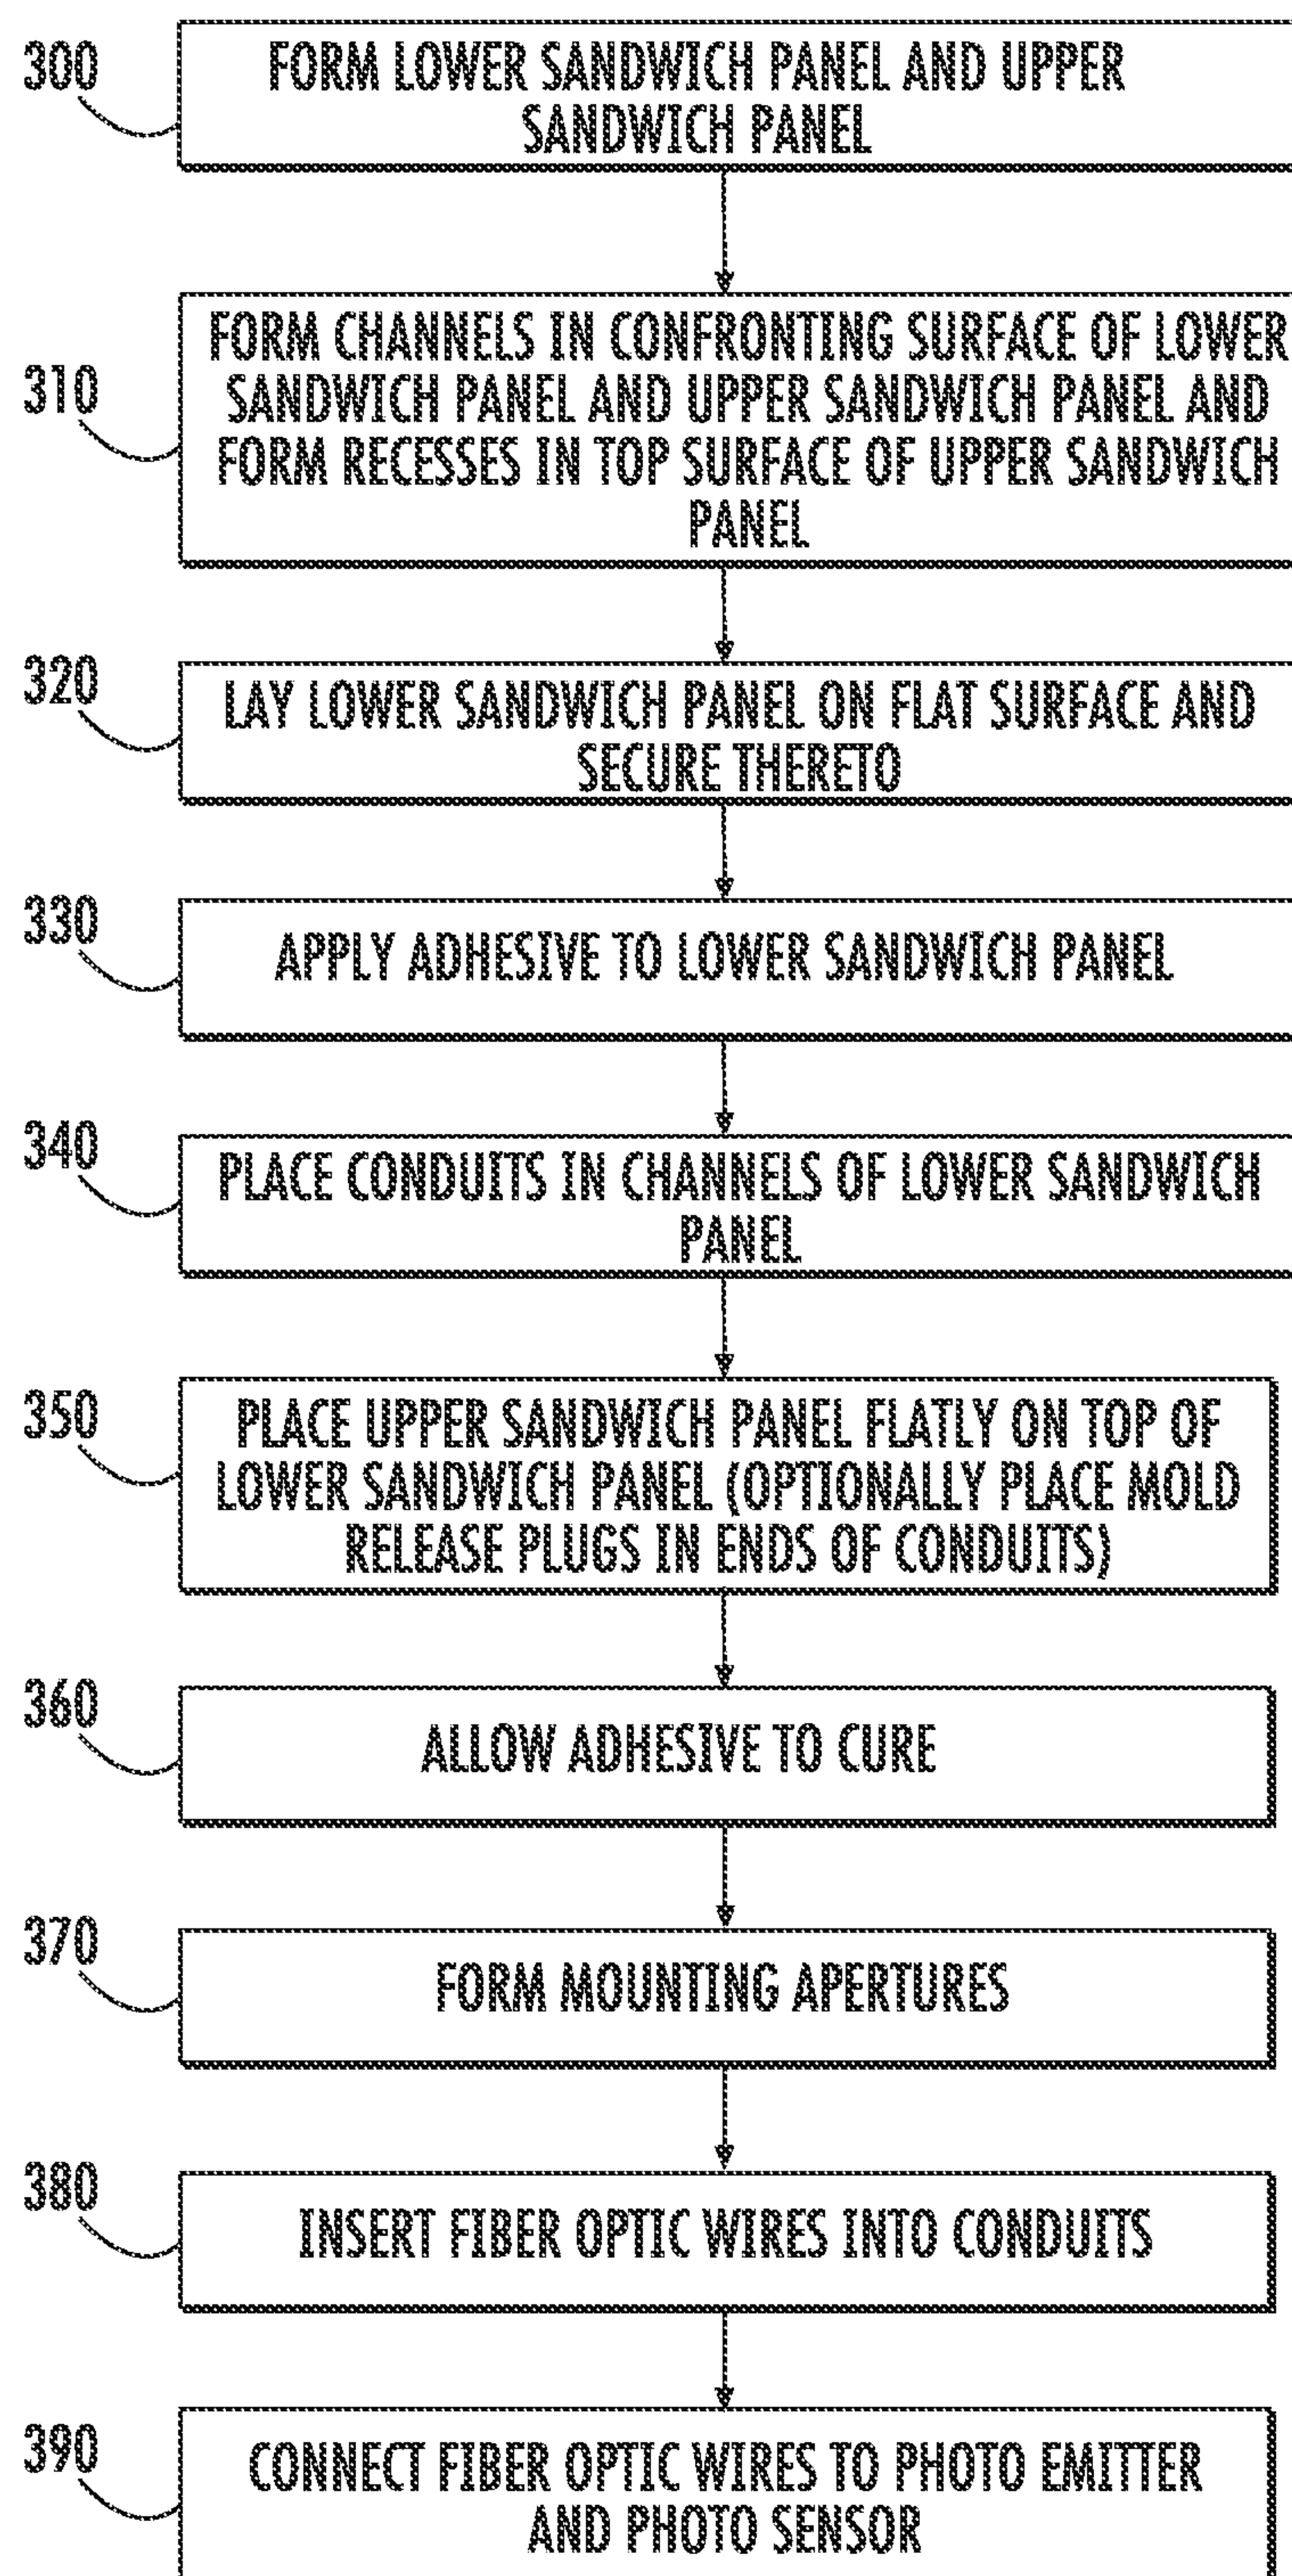 300
FORM LOWER SANDWICH PANEL AND UPPER
SANDWICH PANEL
310
FORM CHANNELS IN CONFRONTING SURFACE OF LOWER
SANDWICH PANEL AND UPPER SANDWICH PANEL AND
FORM RECESSES IN TOP SURFACE OF UPPER SANDWICH
PANEL
320
LAY LOWER SANDWICH PANEL ON FLAT SURFACE AND
SECURE THERETO
330
APPLY ADHESIVE TO LOWER SANDWICH PANEL
340
PLACE CONDUITS IN CHANNELS OF LOWER SANDWICH
PANEL
350
PLACE UPPER SANDWICH PANEL FLATLY ON TOP OF
LOWER SANDWICH PANEL (OPTIONALLY PLACE MOLD
RELEASE PLUGS IN ENDS OF CONDUITS)
360
ALLOW ADHESIVE TO CURE
370
FORM MOUNTING APERTURES
380
INSERT FIBER OPTIC WIRES INTO CONDUITS
390
CONNECT FIBER OPTIC WIRES TO PHOTO EMITTER
AND PHOTO SENSOR